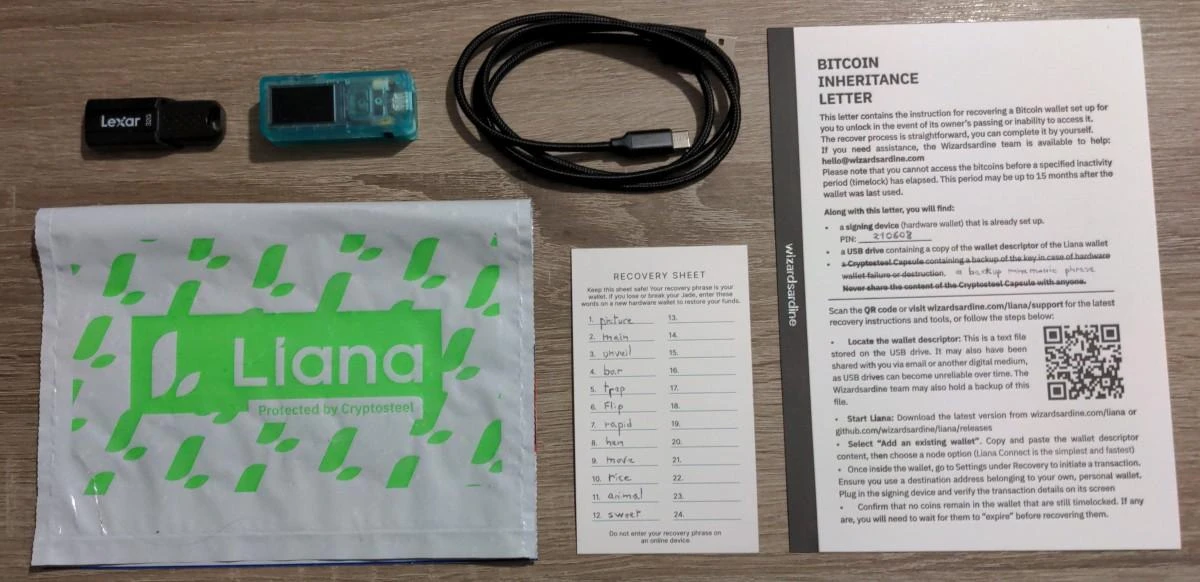 Lexar 32G
Liana
Protected by Cryptosteel
RECOVERY SHEET
Keep this sheet safe! Your recovery phrase is your
wallet. If you lose or break your Jade, enter these
words on a new hardware wallet to restore your funds.
1. picture 13.
2. main 14.
3. unveil 15.
4. bar 16.
5. trap 17.
6. Flip 18.
7. rapid 19.
8. hen 20.
9. move 21.
10. rice 22.
11. animal 23.
12. sweet 24.
Do not enter your recovery phrase on
an online device
wizardsardine
BITCOIN
INHERITANCE
LETTER
This letter contains the instruction for recovering a Bitcoin wallet set up for
you to unlock in the event of its owner's passing or inability to access it.
The recover process is straightforward, you can complete it by yourself.
If you need assistance, the Wizardsardine team is available to help:
hello@wizardsardine.com
Please note that you cannot access the bitcoins before a specified inactivity
period (timelock) has elapsed. This period may be up to 15 months after the
wallet was last used.
Along with this letter, you will find:
• a signing device (hardware wallet) that is already set up.
PIN: 210608
• a USB drive containing a copy of the wallet descriptor of the Liana wallet
• a Cryptosteel Capsule containing a backup of the key in case of hardware
wallet failure or destruction. a backup mnemonic phrase
Never share the content of the Cryptosteel Capsule with anyone.
Scan the QR code or visit wizardsardine.com/liana/support for the latest
recovery instructions and tools, or follow the steps below:
• Locate the wallet descriptor: This is a text file
stored on the USB drive. It may also have been
shared with you via email or another digital medium,
as USB drives can become unreliable over time. The
Wizardsardine team may also hold a backup of this
file.
• Start Liana: Download the latest version from wizardsardine.com/liana or
github.com/wizardsardine/liana/releases
• Select "Add an existing wallet". Copy and paste the wallet descriptor
content, then choose a node option (Liana Connect is the simplest and fastest)
• Once inside the wallet, go to Settings under Recovery to initiate a transaction.
Ensure you use a destination address belonging to your own, personal wallet.
Plug in the signing device and verify the transaction details on its screen
• Confirm that no coins remain in the wallet that are still timelocked. If any
are, you will need to wait for them to "expire" before recovering them.